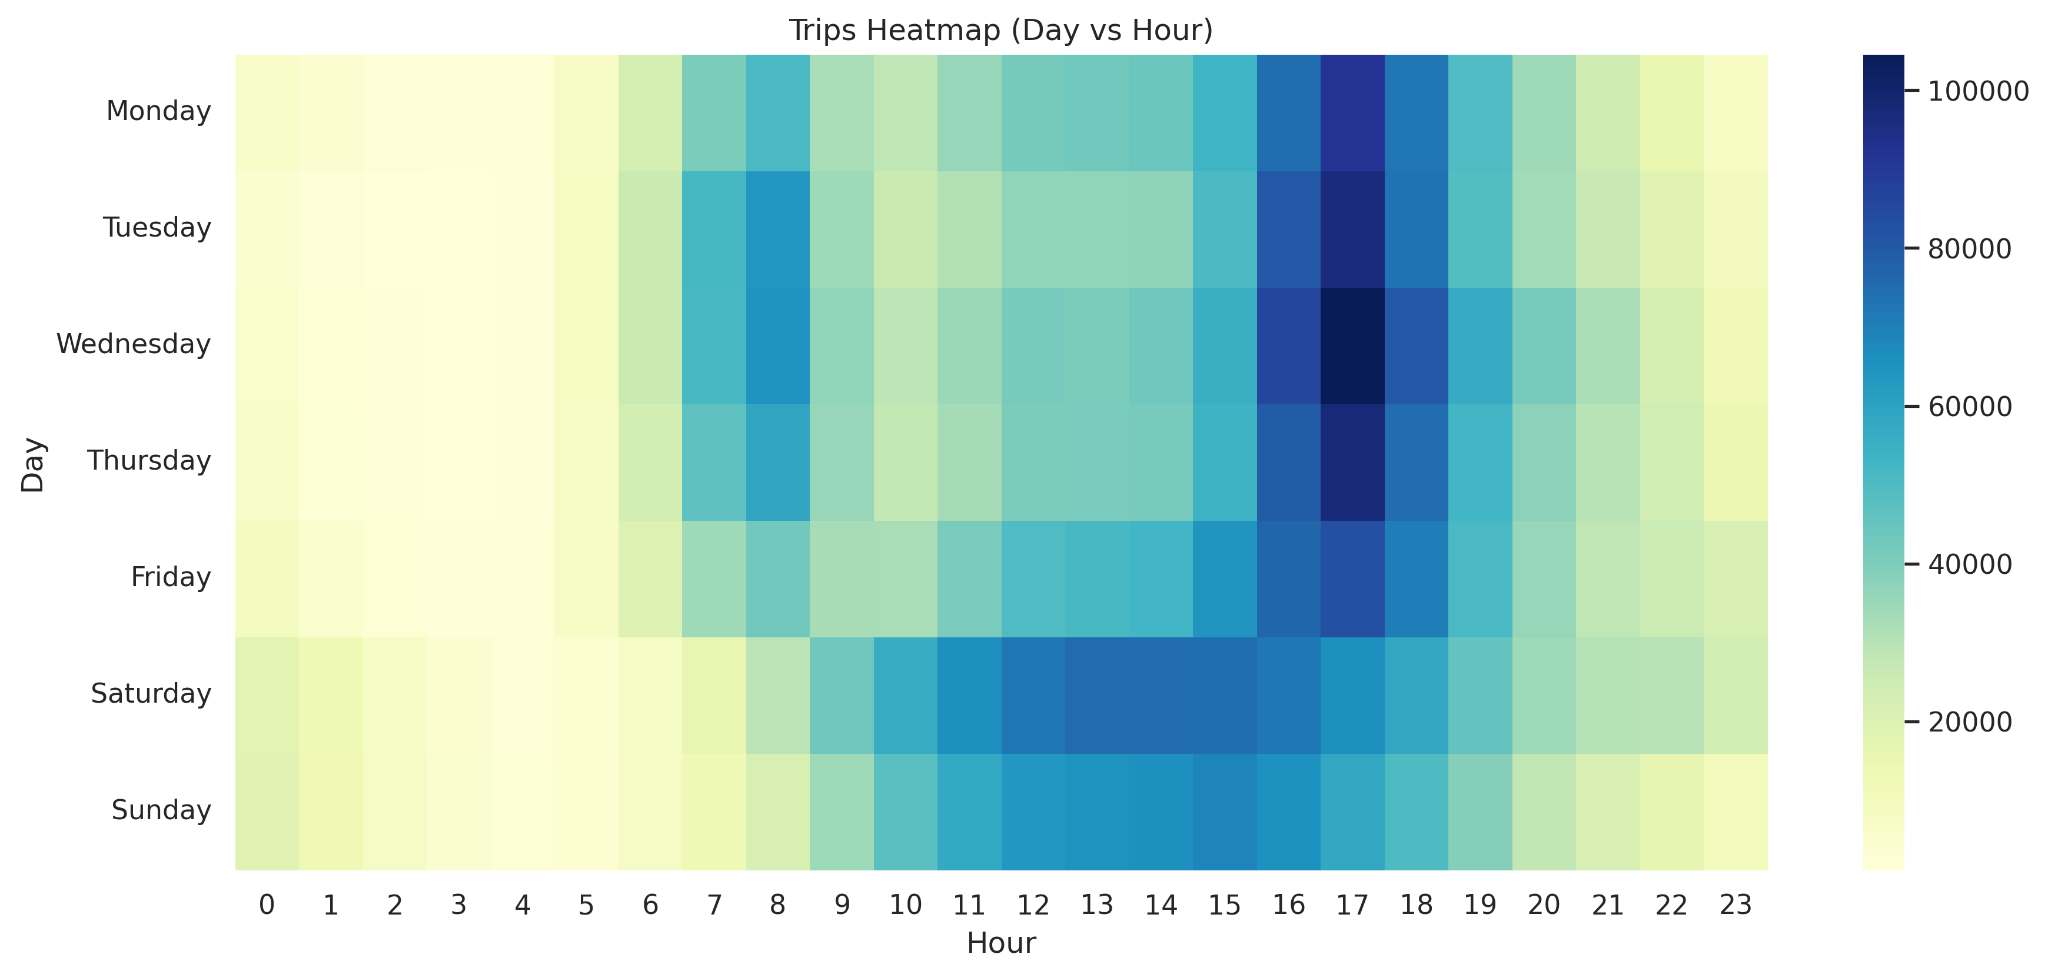 Trips Heatmap (Day vs Hour)
Monday
Tuesday
Wednesday
Thursday
Friday
Saturday
Sunday
Day
0 1 2 3 4 5 6 7 8 9 10 11 12 13 14 15 16 17 18 19 20 21 22 23
Hour
100000
80000
60000
40000
20000